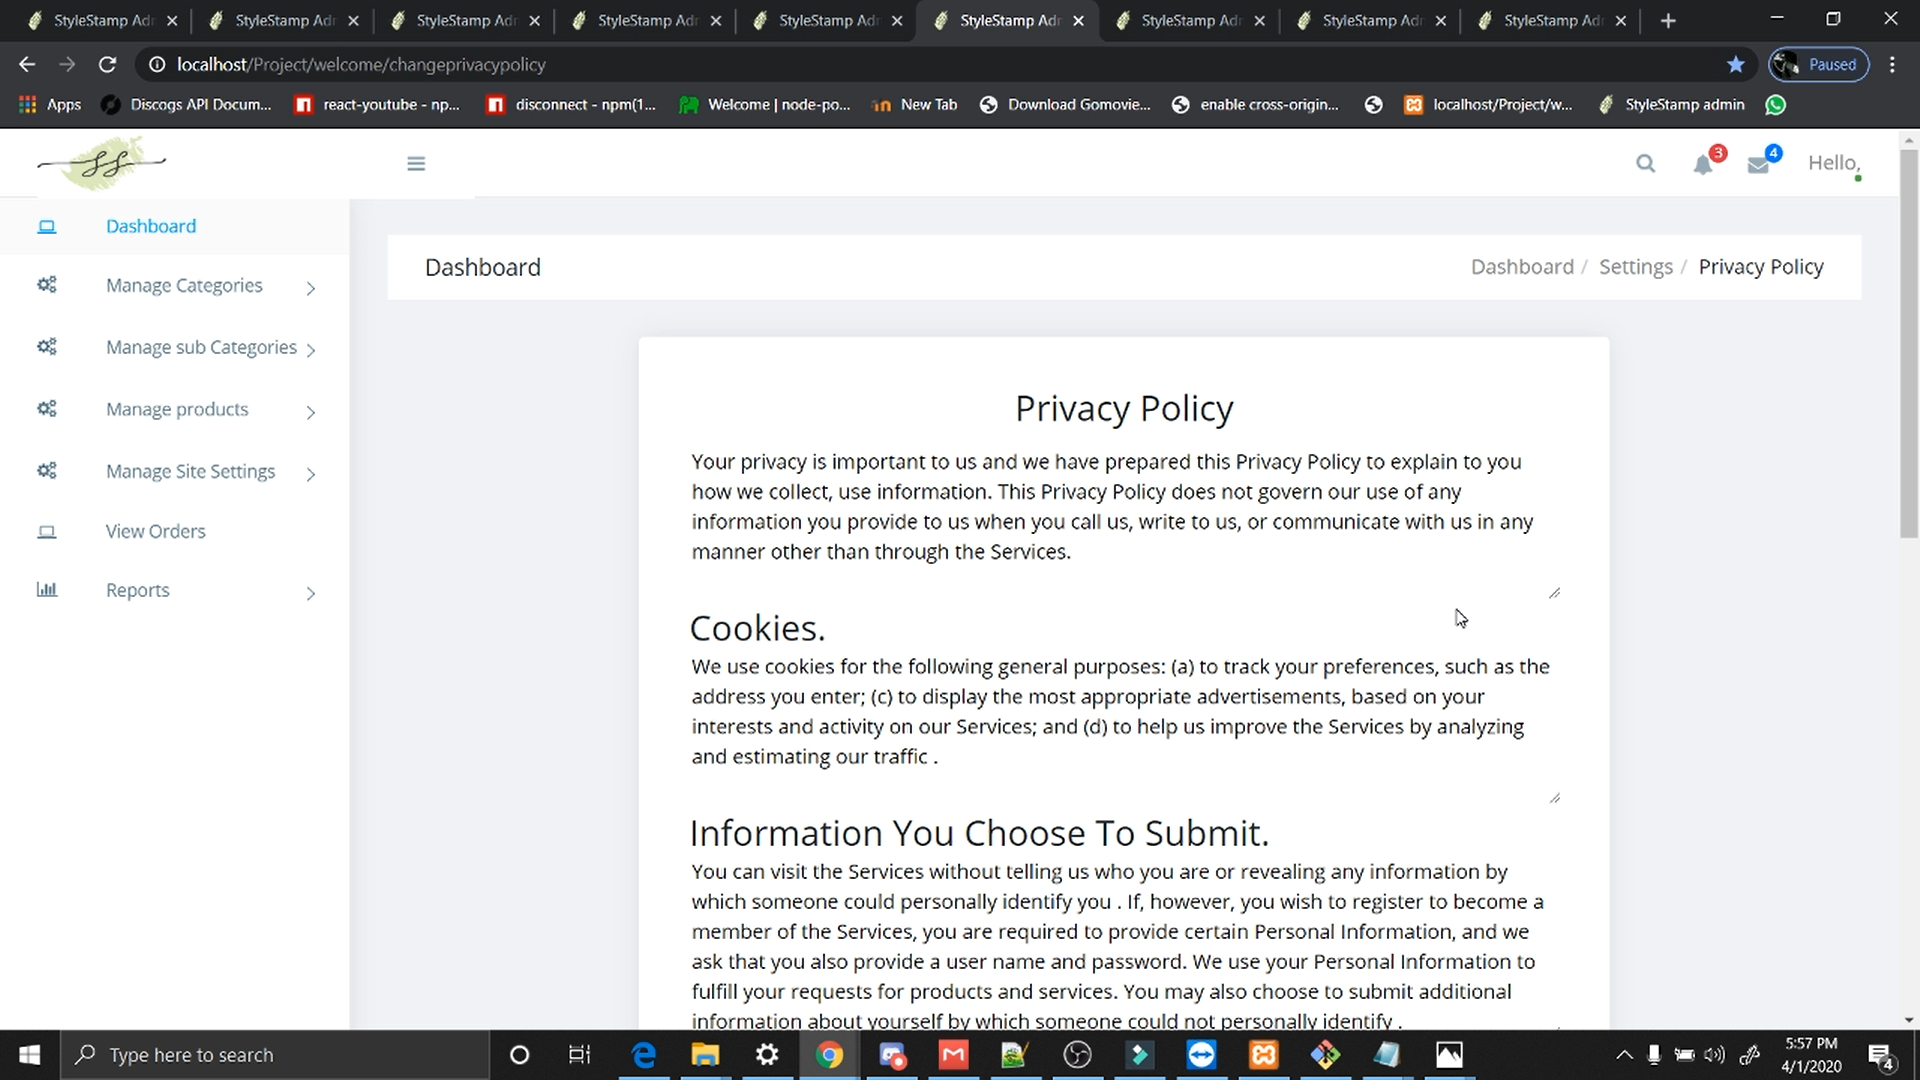 StyleStamp Ad
StyleStamp Adr
StyleStamp Adr
StyleStamp Adr
StyleStamp Adr
StyleStamp Adr
StyleStamp Adr
StyleStamp Adr
StyleStamp Adr
localhost/Project/welcome/changeprivacypolicy
Paused
Apps
Discogs API Docum...
react-youtube - np...
disconnect - npm(1...
Welcome | node-po...
New Tab
Download Gomovie...
enable cross-origin...
localhost/Project/w...
StyleStamp admin
SS
3
4
Hello,
Dashboard
Manage Categories
Manage sub Categories
Manage products
Manage Site Settings
View Orders
Reports
Dashboard
Dashboard / Settings / Privacy Policy
Privacy Policy
Your privacy is important to us and we have prepared this Privacy Policy to explain to you
how we collect, use information. This Privacy Policy does not govern our use of any
information you provide to us when you call us, write to us, or communicate with us in any
manner other than through the Services.
Cookies.
We use cookies for the following general purposes: (a) to track your preferences, such as the
address you enter; (c) to display the most appropriate advertisements, based on your
interests and activity on our Services; and (d) to help us improve the Services by analyzing
and estimating our traffic .
Information You Choose To Submit.
You can visit the Services without telling us who you are or revealing any information by
which someone could personally identify you . If, however, you wish to register to become a
member of the Services, you are required to provide certain Personal Information, and we
ask that you also provide a user name and password. We use your Personal Information to
fulfill your requests for products and services. You may also choose to submit additional
information about yourself by which someone could not personally identify .
Type here to search
5:57 PM
4/1/2020
4